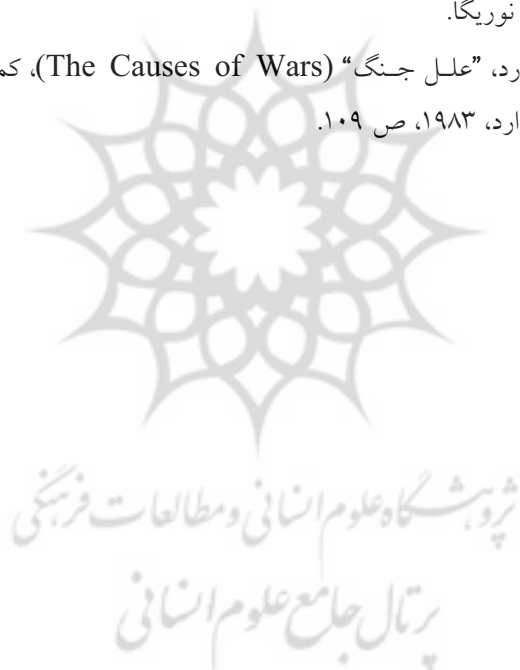 نوریگا.
رد، ”علل جنگ“ (The Causes of Wars)، کم
ارد، ۱۹۸۳، ص ۱۰۹.
پژوهشگاه علوم انسانی و مطالعات فرهنگی
پرتال جامع علوم انسانی